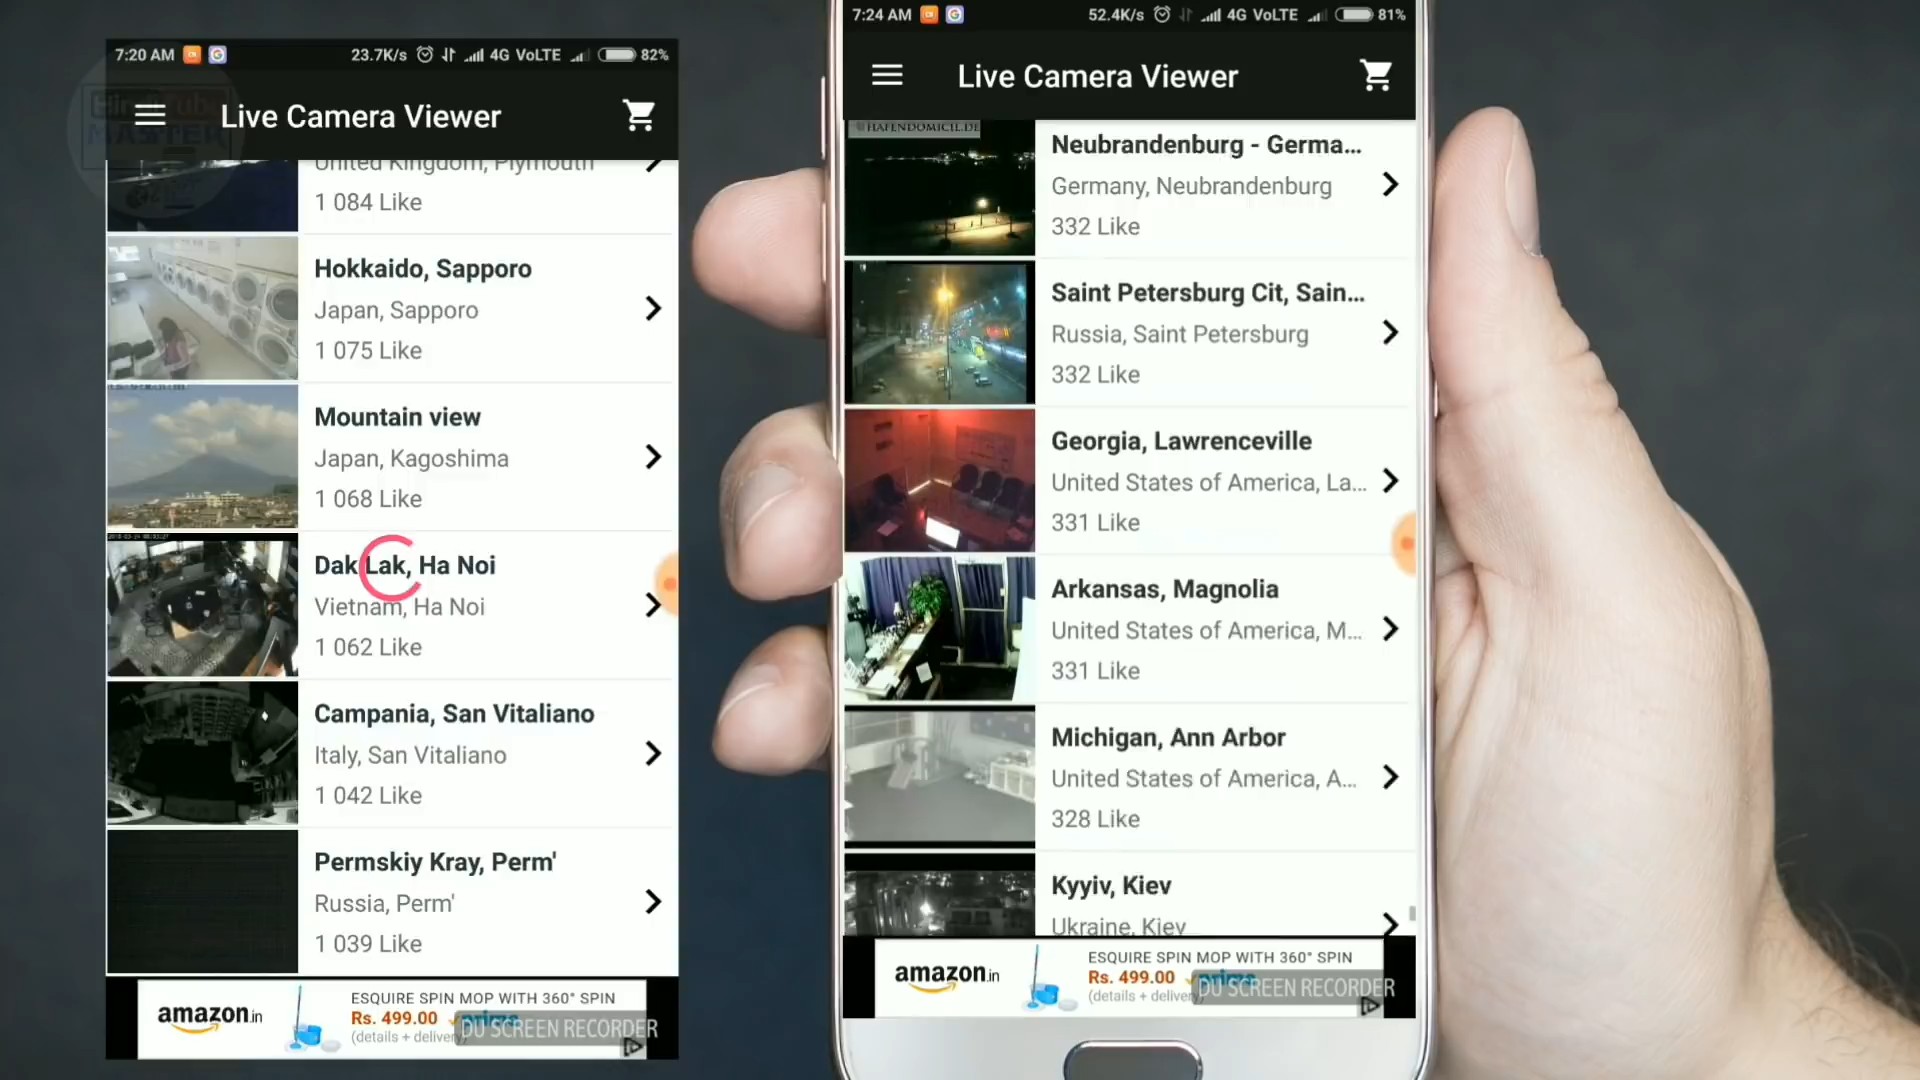 7:20 AM
23.7K/s
4G VoLTE
82%
MASTER
Live Camera Viewer
United Kingdom, Plymouth
1 084 Like
Hokkaido, Sapporo
Japan, Sapporo
1 075 Like
Mountain view
Japan, Kagoshima
1 068 Like
Dak Lak, Ha Noi
Vietnam, Ha Noi
1 062 Like
Campania, San Vitaliano
Italy, San Vitaliano
1 042 Like
Permskiy Kray, Perm'
Russia, Perm'
1 039 Like
amazon.in
ESQUIRE SPIN MOP WITH 360° SPIN
Rs. 499.00 prime
(details + delivery
DU SCREEN RECORDER
7:24 AM
52.4K/s
4G VoLTE
81%
Live Camera Viewer
HAFENDOMICIL.DE
Neubrandenburg - Germa...
Germany, Neubrandenburg
332 Like
Saint Petersburg Cit, Sain...
Russia, Saint Petersburg
332 Like
Georgia, Lawrenceville
United States of America, La...
331 Like
Arkansas, Magnolia
United States of America, M...
331 Like
Michigan, Ann Arbor
United States of America, A...
328 Like
Kyyiv, Kiev
Ukraine, Kiev
amazon.in
ESQUIRE SPIN MOP WITH 360° SPIN
Rs. 499.00 prime
(details + delivery
DU SCREEN RECORDER